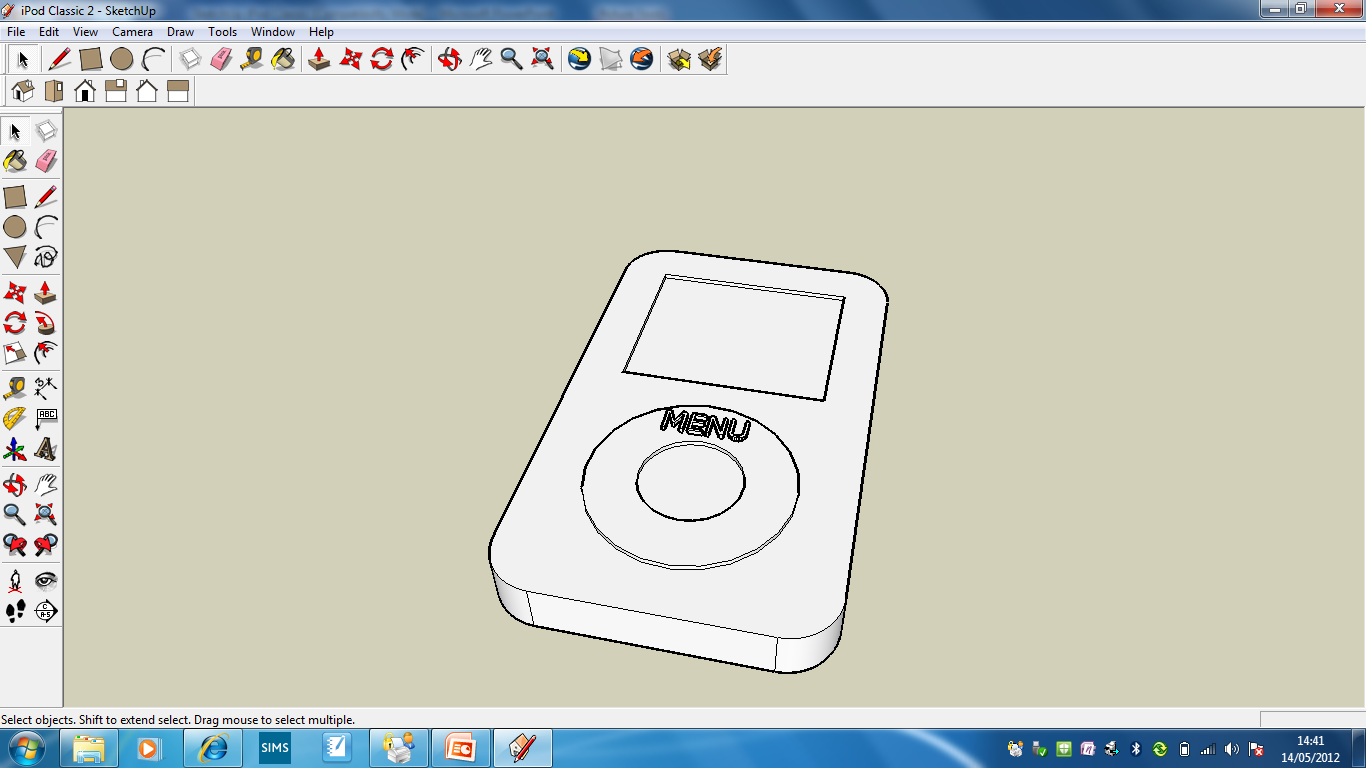 iPod Classic 2 - SketchUp
File Edit View Camera Draw Tools Window Help
ABC
MENU
Select objects. Shift to extend select. Drag mouse to select multiple.
SIMS
14:41
14/05/2012